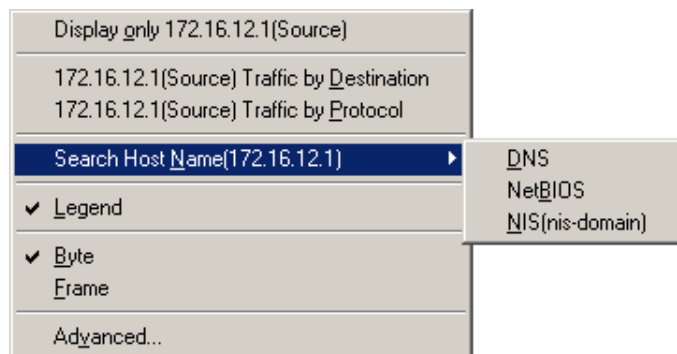 Display only 172.16.12.1(Source)
172.16.12.1(Source) Traffic by Destination
172.16.12.1(Source) Traffic by Protocol
Search Host Name(172.16.12.1)
DNS
NetBIOS
NIS(nis-domain)
Legend
Byte
Frame
Advanced...